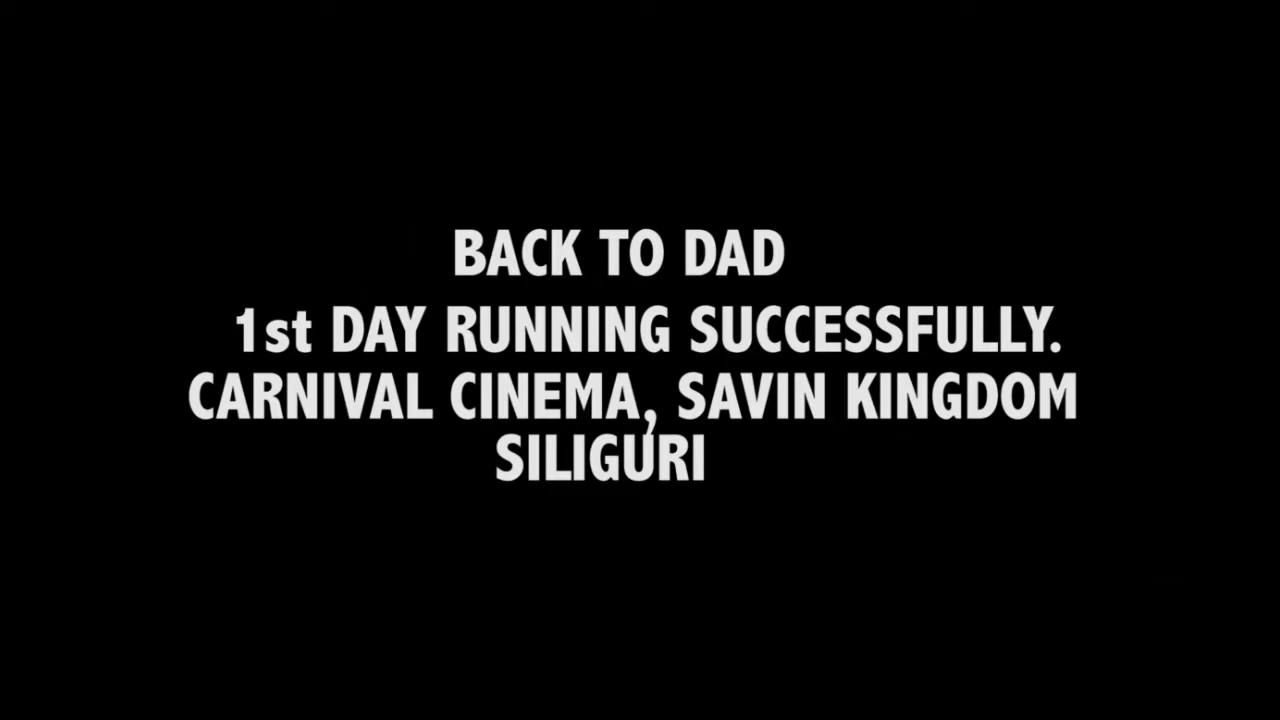 BACK TO DAD
1st DAY RUNNING SUCCESSFULLY.
CARNIVAL CINEMA, SAVIN KINGDOM
SILIGURI